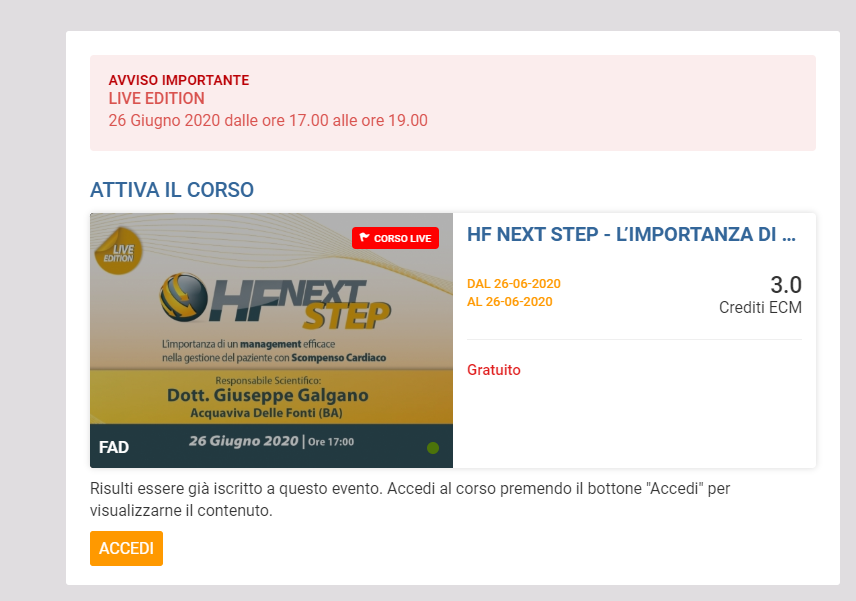 AVVISO IMPORTANTE
LIVE EDITION
26 Giugno 2020 dalle ore 17.00 alle ore 19.00
ATTIVA IL CORSO
LIVE
EDITION
CORSO LIVE
HF NEXT
STEP
L'importanza di un management efficace
nella gestione del paziente con Scompenso Cardiaco
Responsabile Scientifico:
Dott. Giuseppe Galgano
Acquaviva Delle Fonti (BA)
26 Giugno 2020 | Ore 17:00
FAD
HF NEXT STEP - L'IMPORTANZA DI ...
DAL 26-06-2020
AL 26-06-2020
3.0
Crediti ECM
Gratuito
Risulti essere già iscritto a questo evento. Accedi al corso premendo il bottone "Accedi" per
visualizzarne il contenuto.
ACCEDI